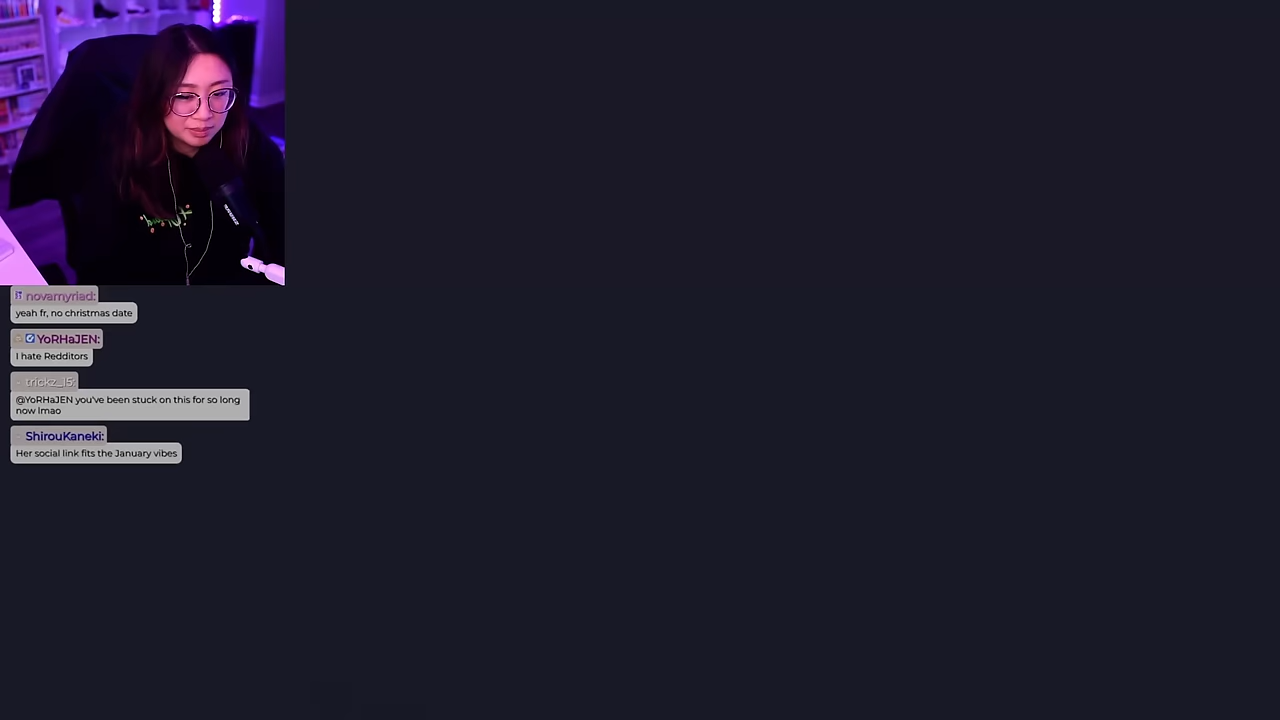 novamyriad:
yeah fr, no christmas date
YoRHaJEN:
I hate Redditors
trickz_15:
@YoRHaJEN you've been stuck on this for so long
now lmao
ShirouKaneki:
Her social link fits the January vibes